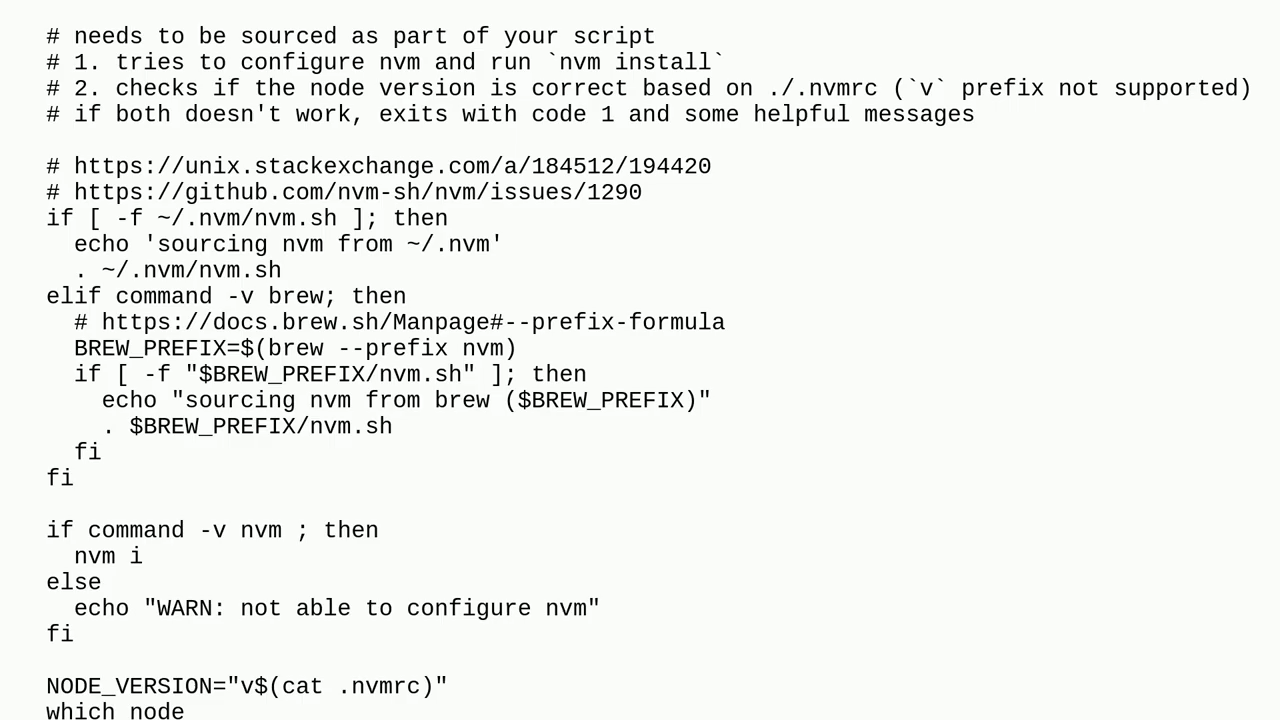 # needs to be sourced as part of your script
# 1. tries to configure nvm and run `nvm install`
# 2. checks if the node version is correct based on ./.nvmrc (`v` prefix not supported)
# if both doesn't work, exits with code 1 and some helpful messages

# https://unix.stackexchange.com/a/184512/194420
# https://github.com/nvm-sh/nvm/issues/1290
if [ -f ~/.nvm/nvm.sh ]; then
  echo 'sourcing nvm from ~/.nvm'
  . ~/.nvm/nvm.sh
elif command -v brew; then
  # https://docs.brew.sh/Manpage#--prefix-formula
  BREW_PREFIX=$(brew --prefix nvm)
  if [ -f "$BREW_PREFIX/nvm.sh" ]; then
    echo "sourcing nvm from brew ($BREW_PREFIX)"
    . $BREW_PREFIX/nvm.sh
  fi
fi

if command -v nvm ; then
  nvm i
else
  echo "WARN: not able to configure nvm"
fi

NODE_VERSION="v$(cat .nvmrc)"
which node